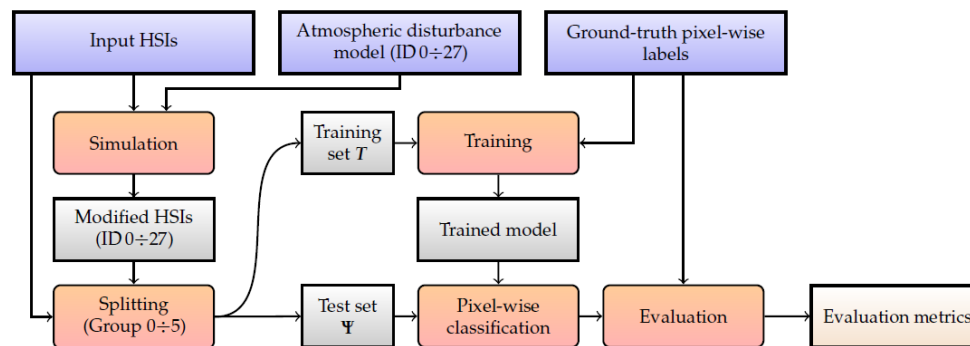 Input HSIs
Atmospheric disturbance
model (ID 0÷27)
Ground-truth pixel-wise
labels
Simulation
Training
set T
Training
Modified HSIs
(ID 0÷27)
Trained model
Splitting
(Group 0÷5)
Test set
Ψ
Pixel-wise
classification
Evaluation
Evaluation metrics